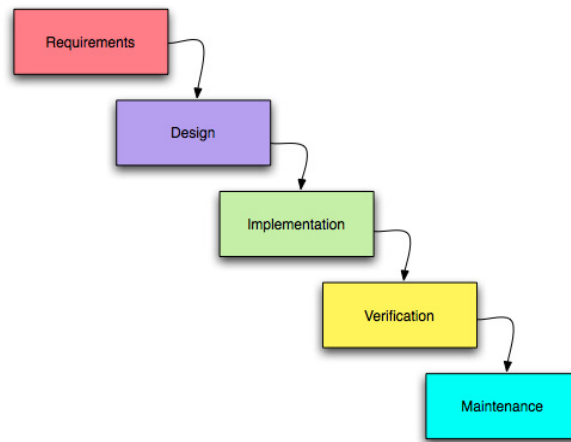 Requirements
Design
Implementation
Verification
Maintenance